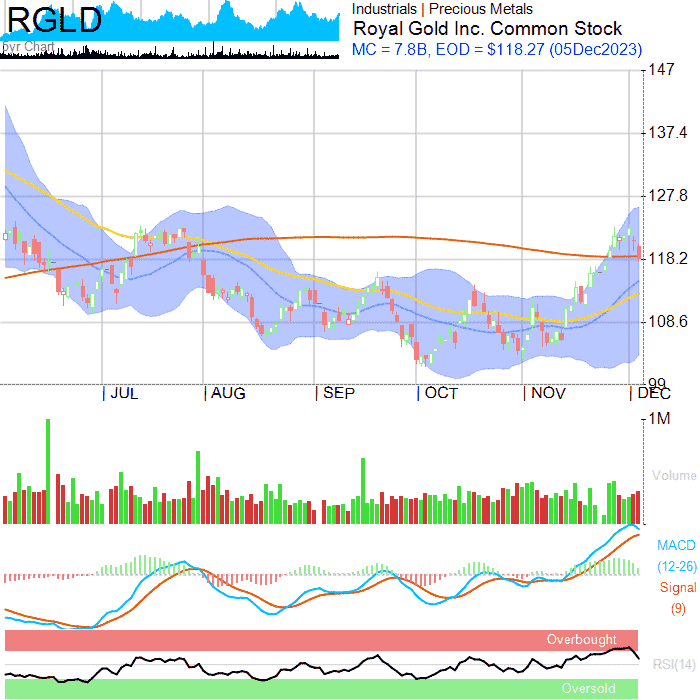 RGLD
5yr Chart
Industrials | Precious Metals
Royal Gold Inc. Common Stock
MC = 7.8B, EOD = $118.27 (05Dec2023)
147
137.4
127.8
118.2
108.6
99
JUL AUG SEP OCT NOV DEC
1M
Volume
MACD
(12-26)
Signal
(9)
Overbought
RSI(14)
Oversold